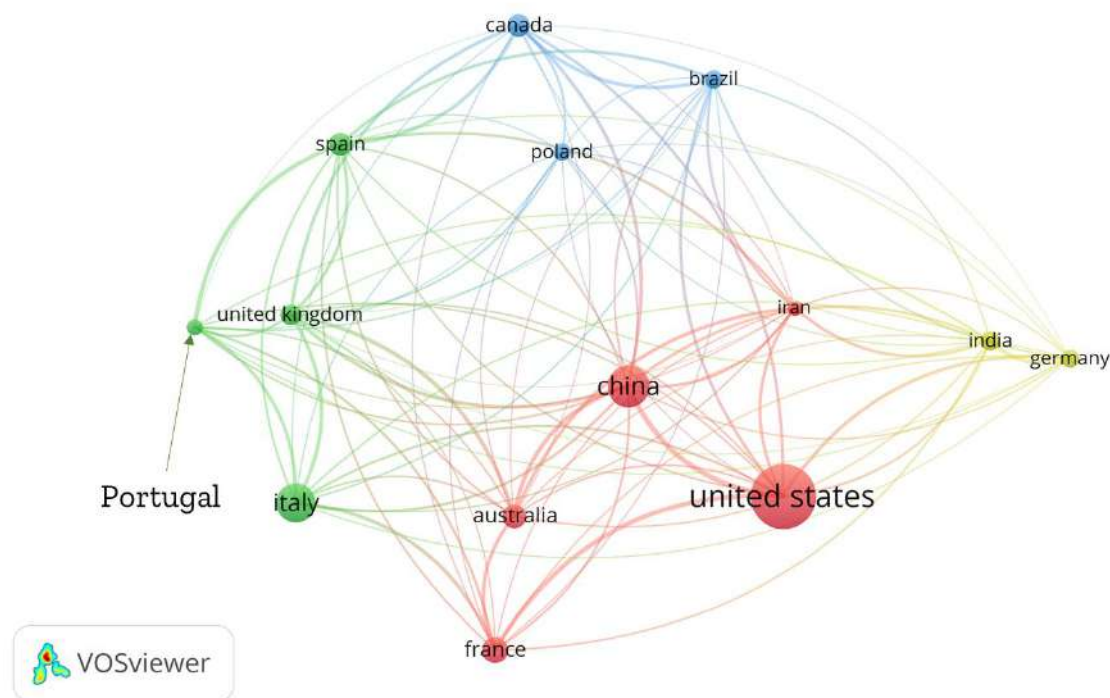 canada
brazil
spain
poland
united kingdom
iran
india
germany
china
Portugal
italy
united states
australia
france
VOSviewer